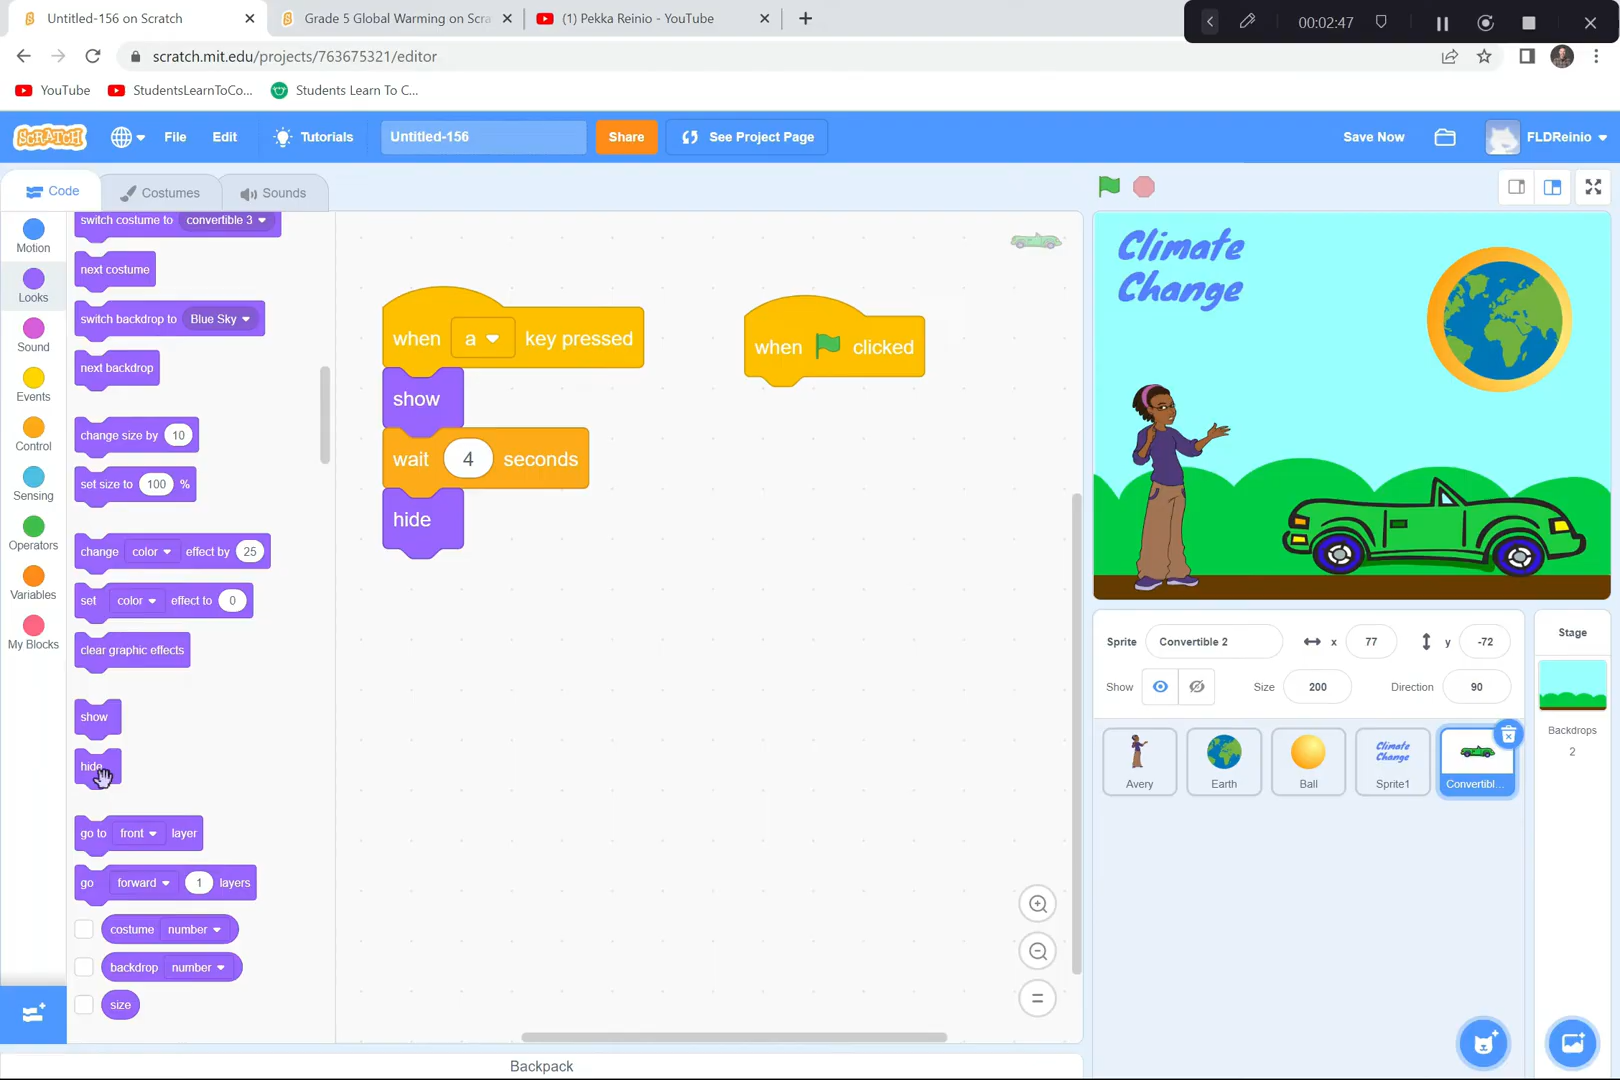 Untitled-156 on Scratch
Grade 5 Global Warming on Scra
(1) Pekka Reinio - YouTube
00:02:47
scratch.mit.edu/projects/763675321/editor
YouTube
StudentsLearnToCo...
Students Learn To C...
SCRATCH
File
Edit
Tutorials
Untitled-156
Share
See Project Page
Save Now
FLDReinio
Code
Costumes
Sounds
Motion
Looks
Sound
Events
Control
Sensing
Operators
Variables
My Blocks
switch costume to convertible 3
next costume
switch backdrop to Blue Sky
next backdrop
change size by 10
set size to 100 %
change color effect by 25
set color effect to 0
clear graphic effects
show
hide
go to front layer
go forward 1 layers
costume number
backdrop number
size
when a key pressed
show
wait 4 seconds
hide
when clicked
Backpack
Climate
Change
Sprite Convertible 2 x 77 y -72
Show Size 200 Direction 90
Avery
Earth
Ball
Climate
Change
Sprite1
Convertibl...
Stage
Backdrops
2